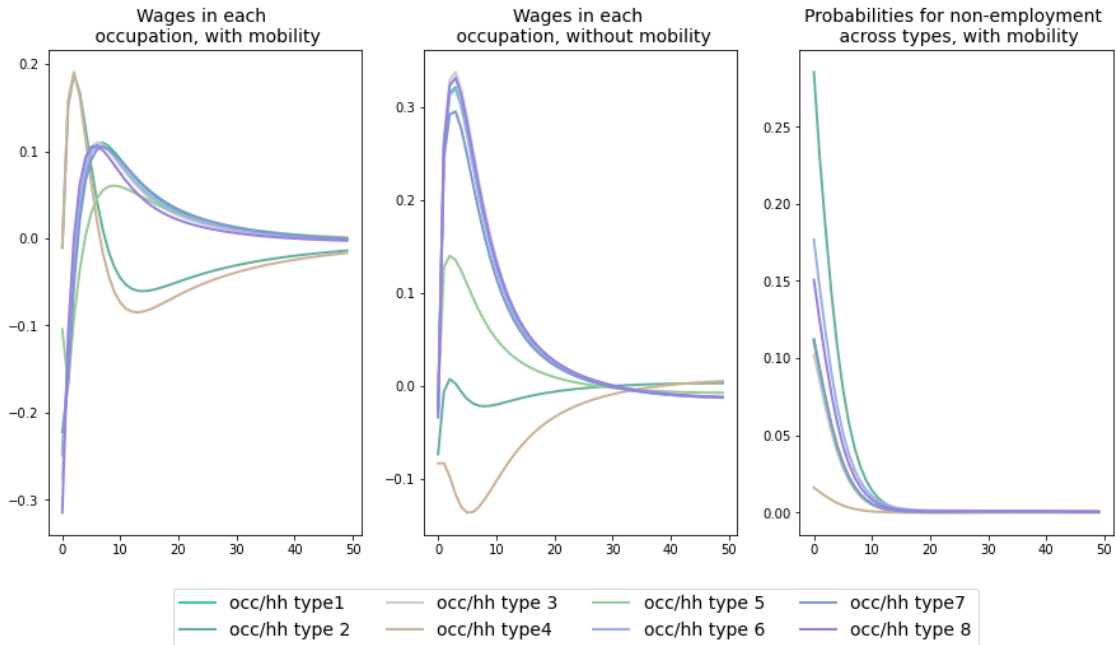 Wages in each
occupation, with mobility
0.2
0.1
0.0
−0.1
−0.2
−0.3
0 10 20 30 40 50
Wages in each
occupation, without mobility
0.3
0.2
0.1
0.0
−0.1
0 10 20 30 40 50
Probabilities for non-employment
across types, with mobility
0.25
0.20
0.15
0.10
0.05
0.00
0 10 20 30 40 50
occ/hh type1 occ/hh type 3 occ/hh type 5 occ/hh type7
occ/hh type 2 occ/hh type4 occ/hh type 6 occ/hh type 8